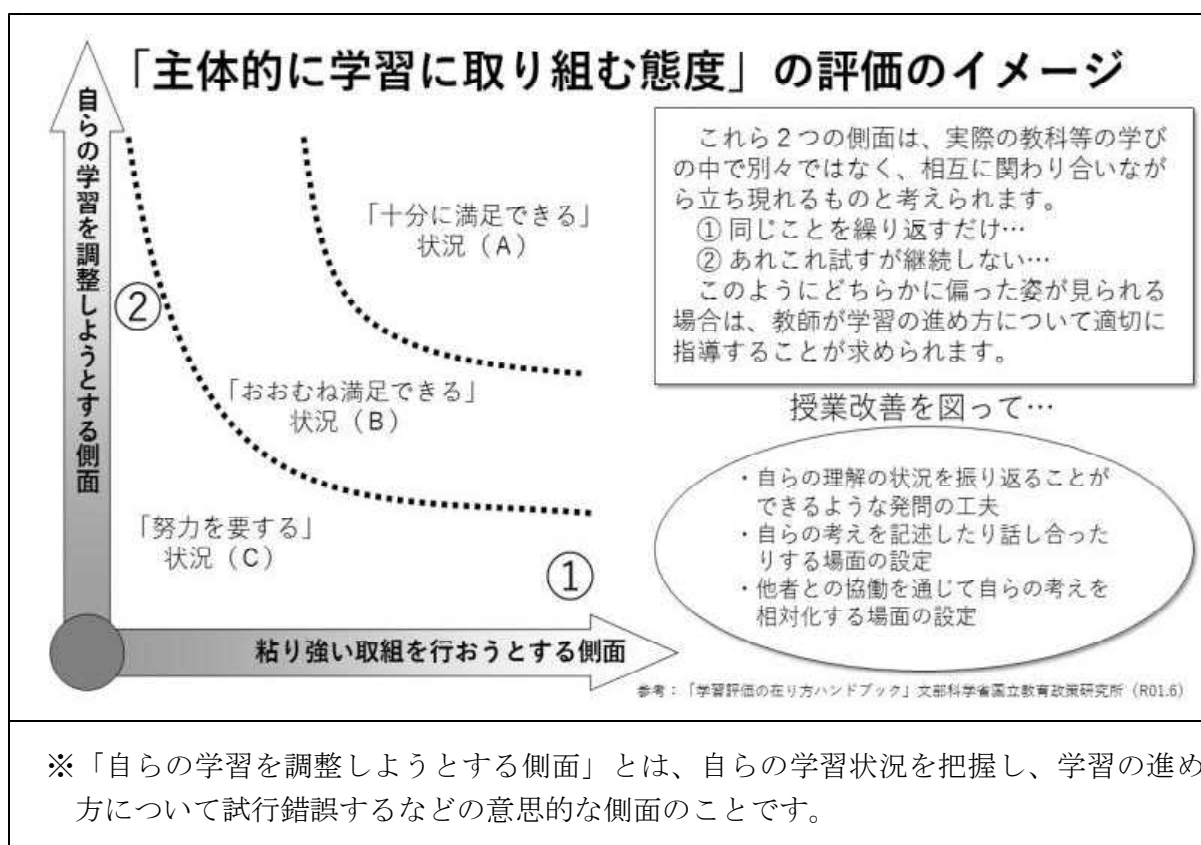 「主体的に学習に取り組む態度」の評価のイメージ
自らの学習を調整しようとする側面
②
「十分に満足できる」
状況（A）
「おおむね満足できる」
状況（B）
「努力を要する」
状況（C）
①
粘り強い取組を行おうとする側面
これら２つの側面は、実際の教科等の学び
の中で別々ではなく、相互に関わり合いなが
ら立ち現れるものと考えられます。
① 同じことを繰り返すだけ…
② あれこれ試すが継続しない…
このようにどちらかに偏った姿が見られる
場合は、教師が学習の進め方について適切に
指導することが求められます。
授業改善を図って…
・自らの理解の状況を振り返ることが
できるような発問の工夫
・自らの考えを記述したり話し合った
りする場面の設定
・他者との協働を通じて自らの考えを
相対化する場面の設定
参考：「学習評価の在り方ハンドブック」文部科学省国立教育政策研究所（R01.6）
※「自らの学習を調整しようとする側面」とは、自らの学習状況を把握し、学習の進め
方について試行錯誤するなどの意思的な側面のことです。